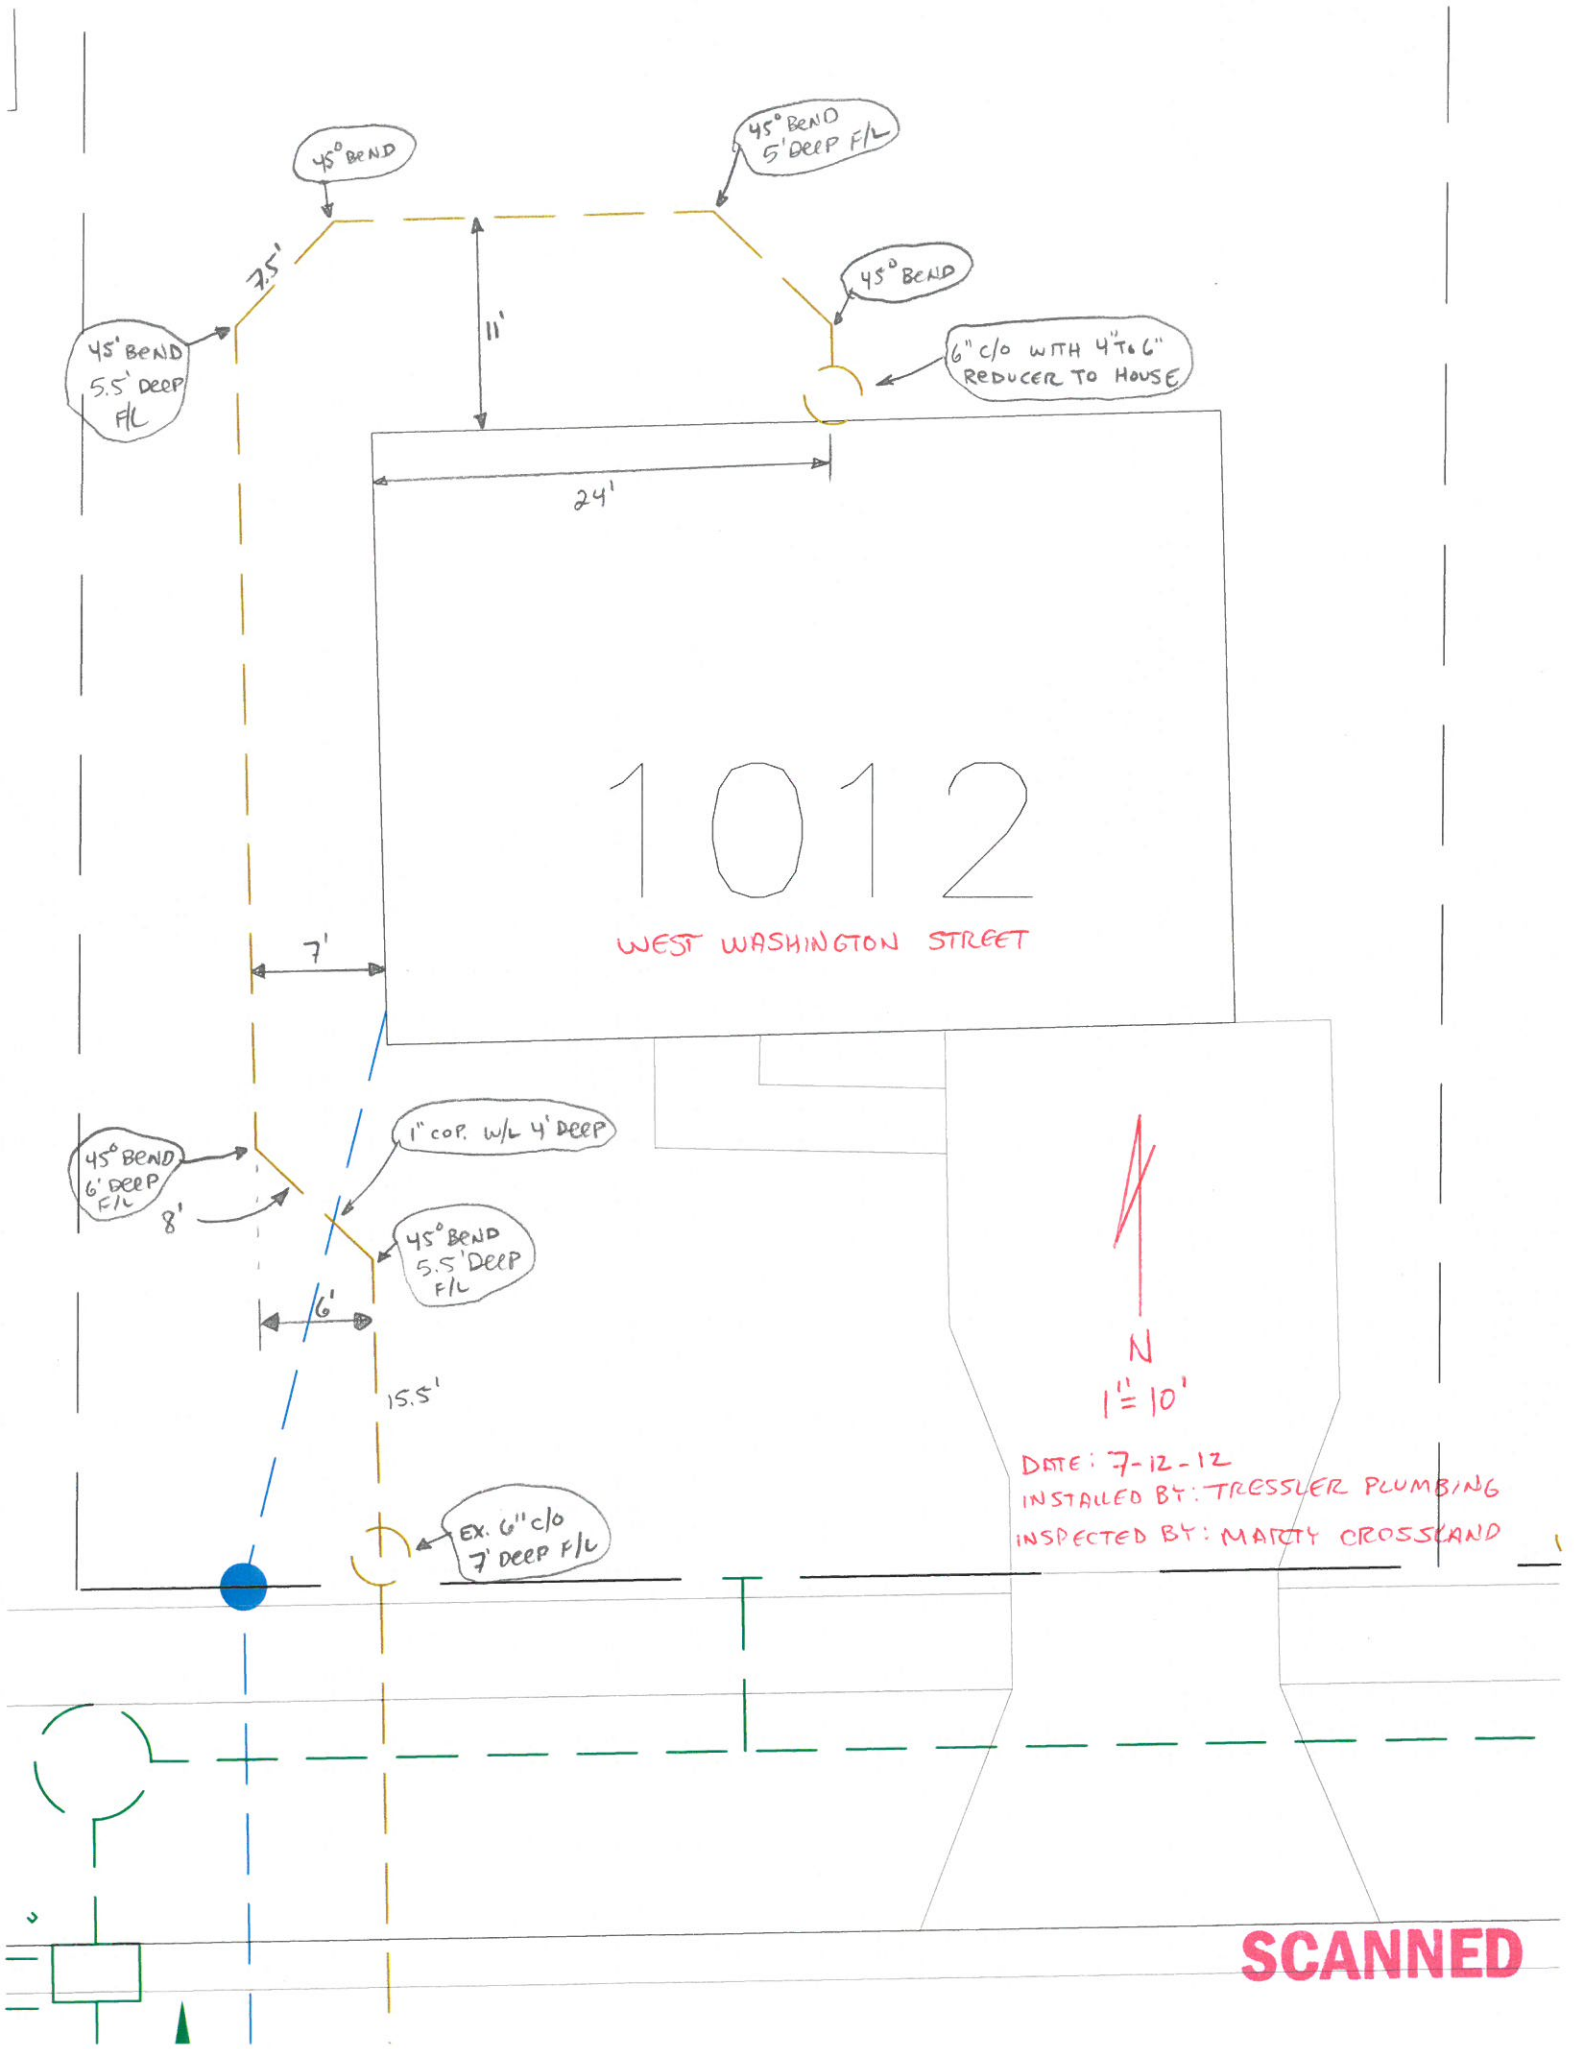 45° BEND
45° BEND
5' DEEP F/L
7.5'
45° BEND
11'
45' BEND
5.5' DEEP
F/L
6" C/O WITH 4" TO 6"
REDUCER TO HOUSE
24'
1012
WEST WASHINGTON STREET
7'
1" COP. W/L 4' DEEP
45° BEND
6' DEEP
F/L
8'
45° BEND
5.5' DEEP
F/L
6'
15.5'
N
1" = 10'
DATE: 7-12-12
INSTALLED BY: TRESSLER PLUMBING
INSPECTED BY: MARTY CROSSLAND
EX. 6" C/O
7' DEEP F/L
SCANNED